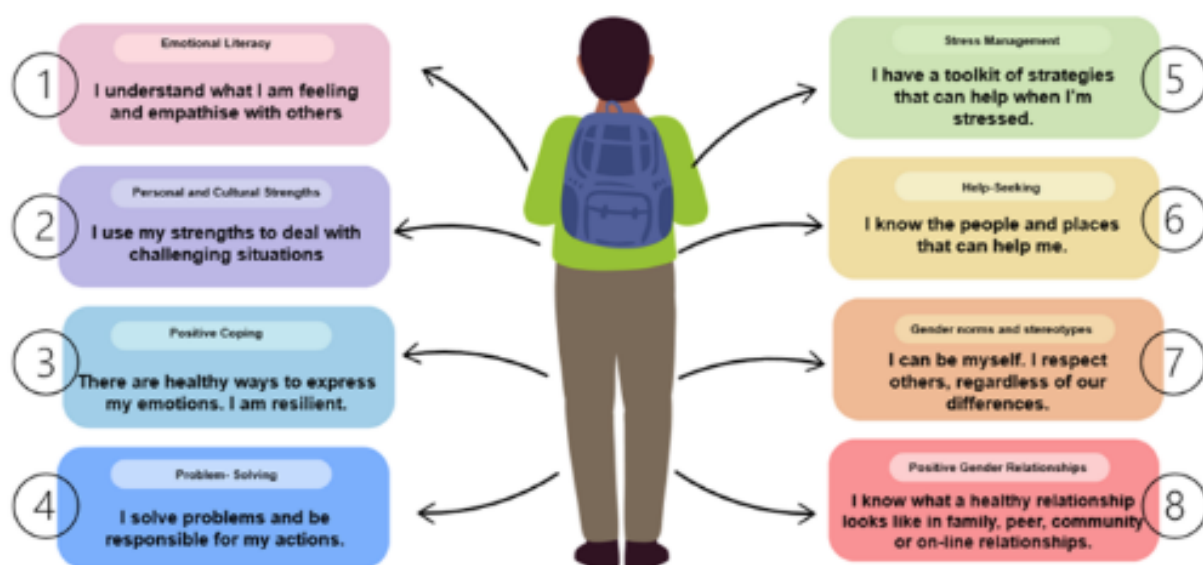 1
Emotional Literacy
I understand what I am feeling
and empathise with others
2
Personal and Cultural Strengths
I use my strengths to deal with
challenging situations
3
Positive Coping
There are healthy ways to express
my emotions. I am resilient.
4
Problem- Solving
I solve problems and be
responsible for my actions.
5
Stress Management
I have a toolkit of strategies
that can help when I'm
stressed.
6
Help-Seeking
I know the people and places
that can help me.
7
Gender norms and stereotypes
I can be myself. I respect
others, regardless of our
differences.
8
Positive Gender Relationships
I know what a healthy relationship
looks like in family, peer, community
or on-line relationships.